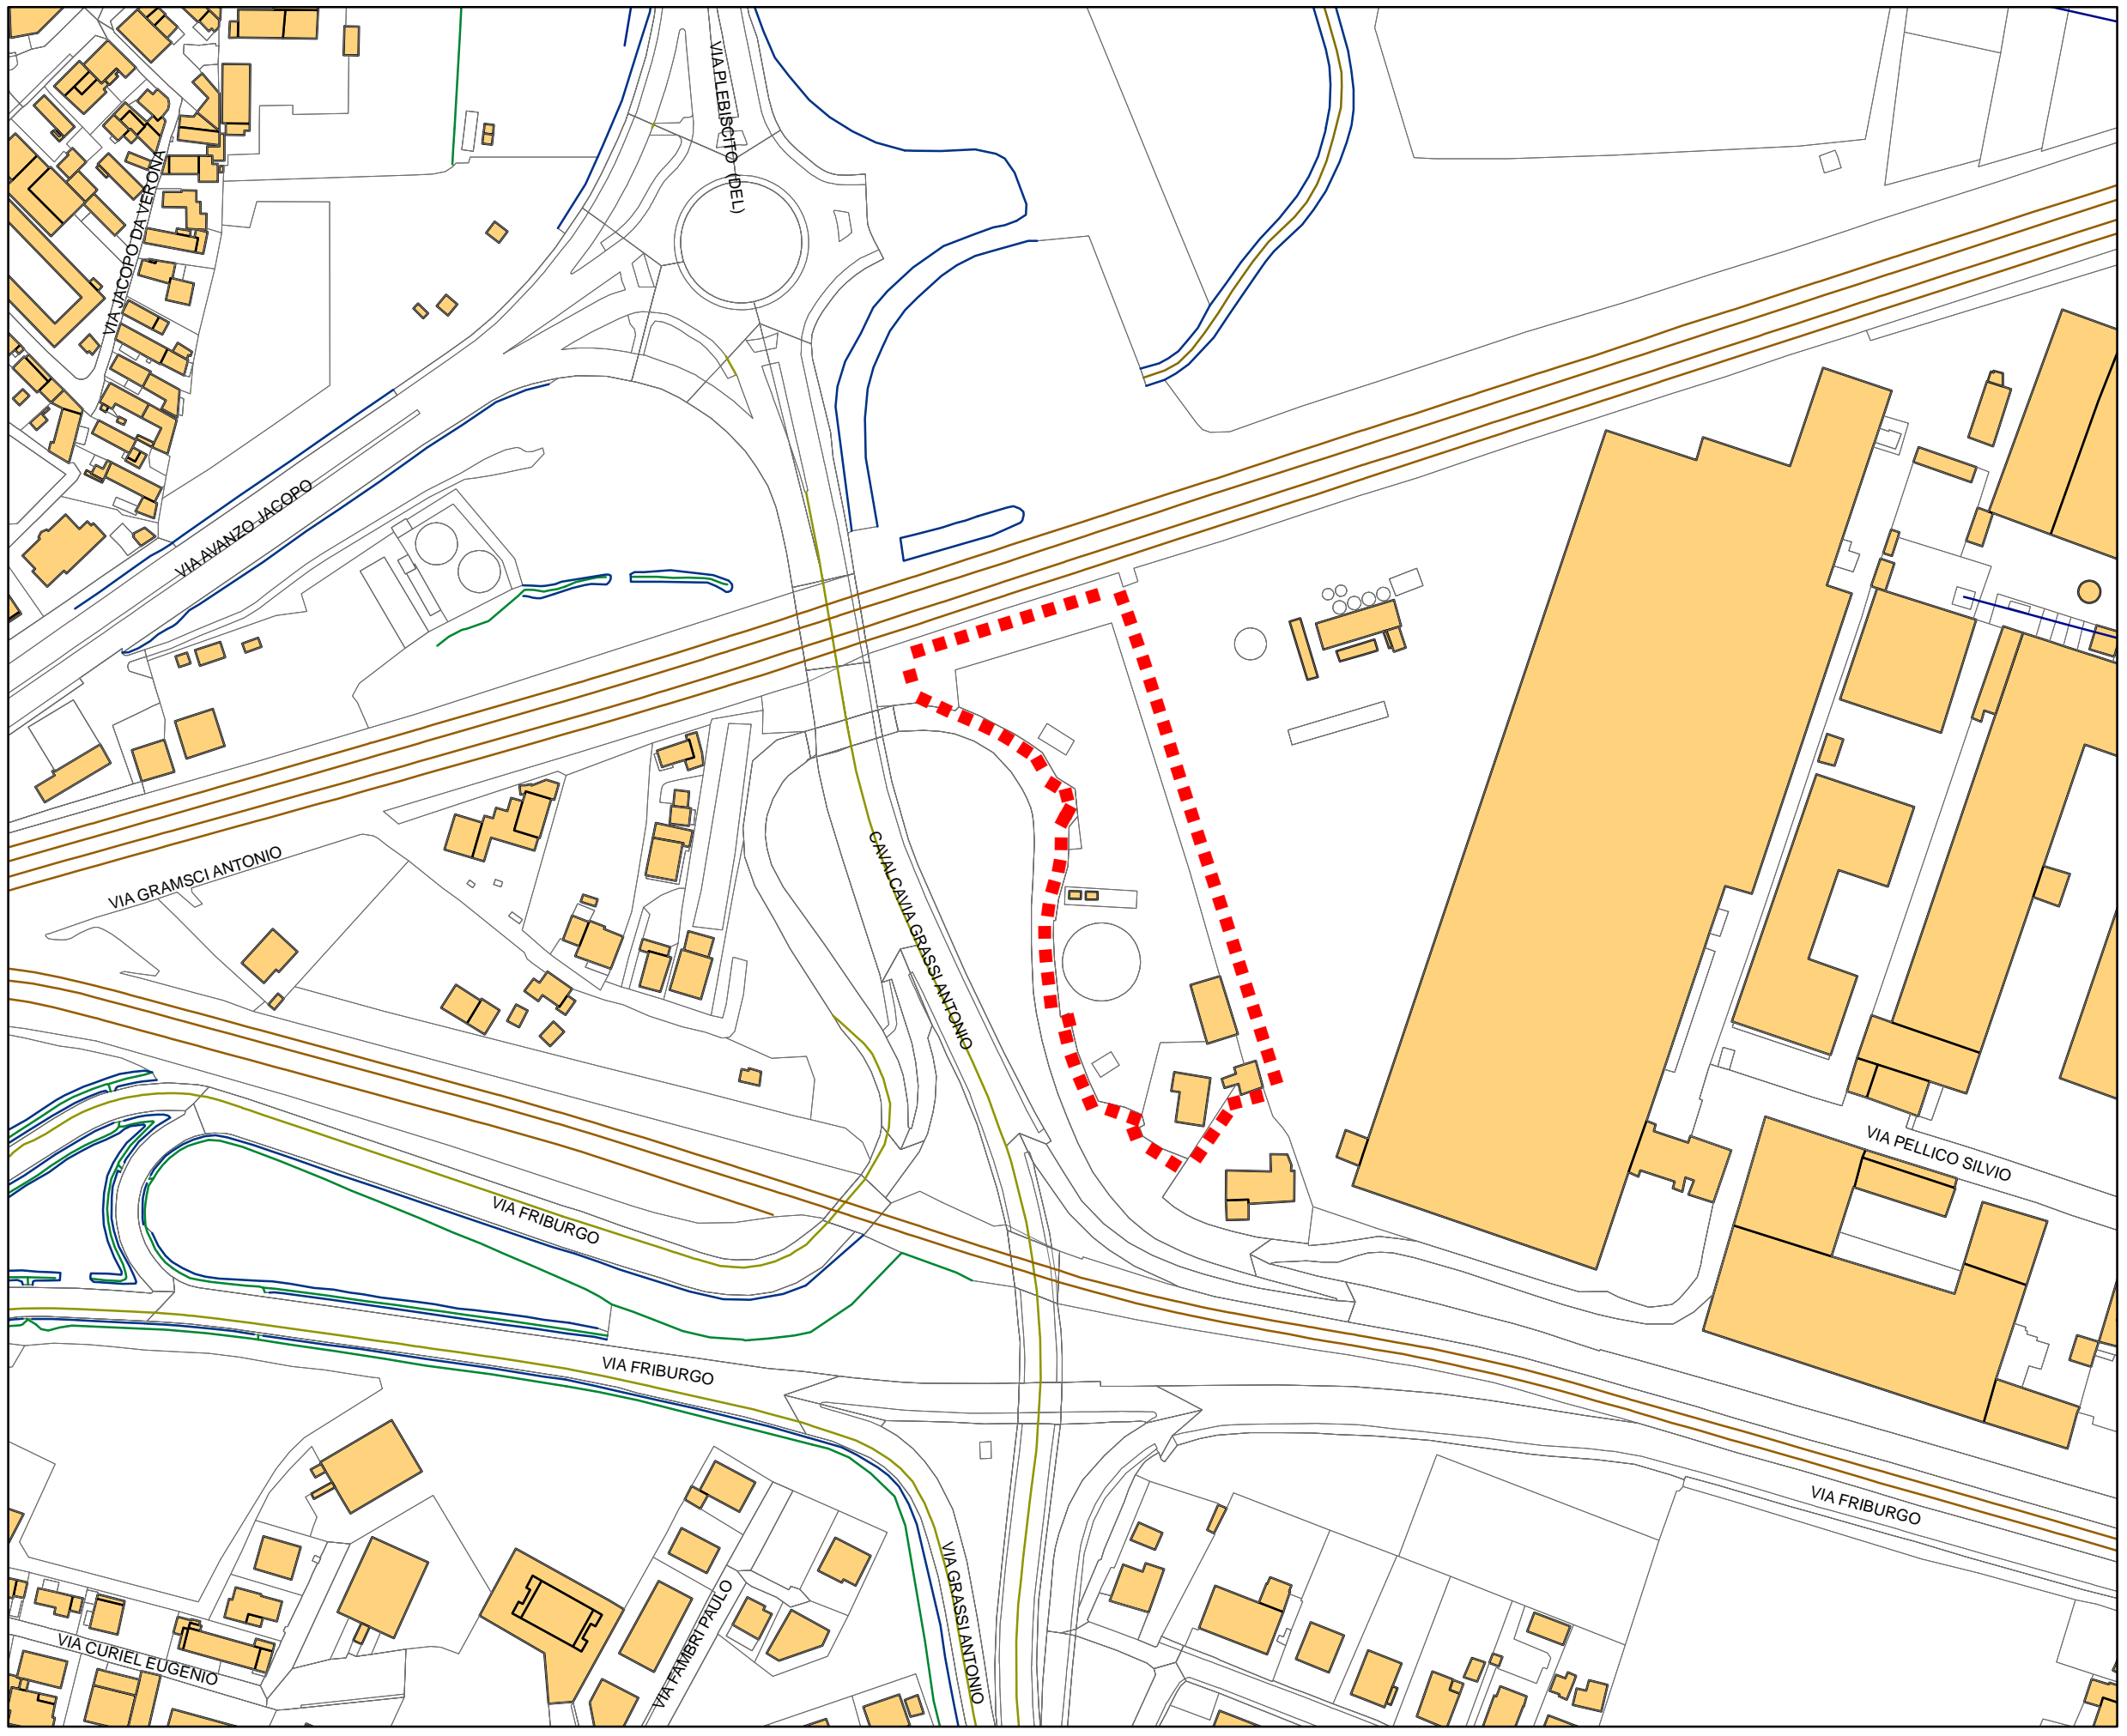 VIA PLEBISCITO (DEL)
VIA JACOPO DA VERONA
VIA AVANZO JACOPO
VIA GRAMSCI ANTONIO
CAVALCAVIA GRASSI ANTONIO
VIA PELLICO SILVIO
VIA FRIBURGO
VIA FRIBURGO
VIA FRIBURGO
VIA GRASSI ANTONIO
VIA FAMBRI PAULO
VIA CURIEL EUGENIO